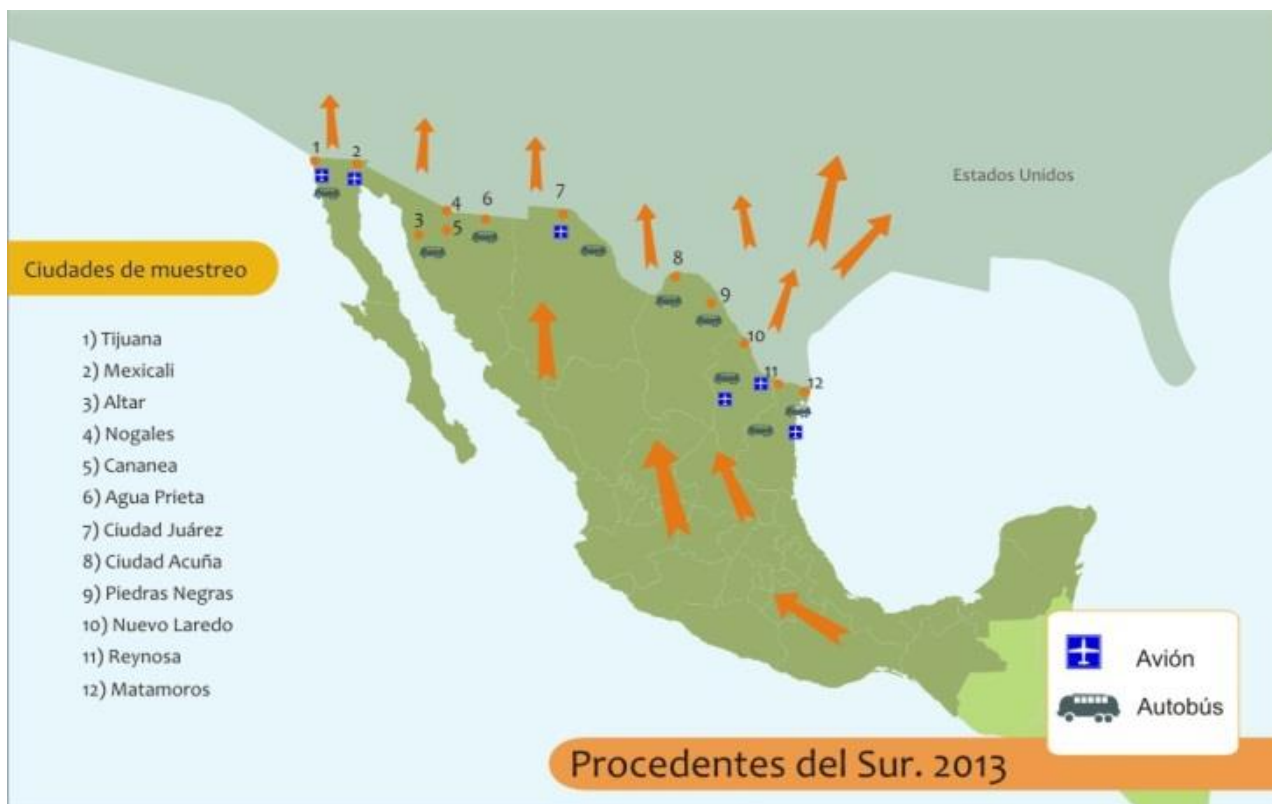 1
2
3
4
5
6
7
8
9
10
11
12
Estados Unidos
Ciudades de muestreo
1) Tijuana
2) Mexicali
3) Altar
4) Nogales
5) Cananea
6) Agua Prieta
7) Ciudad Juárez
8) Ciudad Acuña
9) Piedras Negras
10) Nuevo Laredo
11) Reynosa
12) Matamoros
Avión
Autobús
Procedentes del Sur. 2013